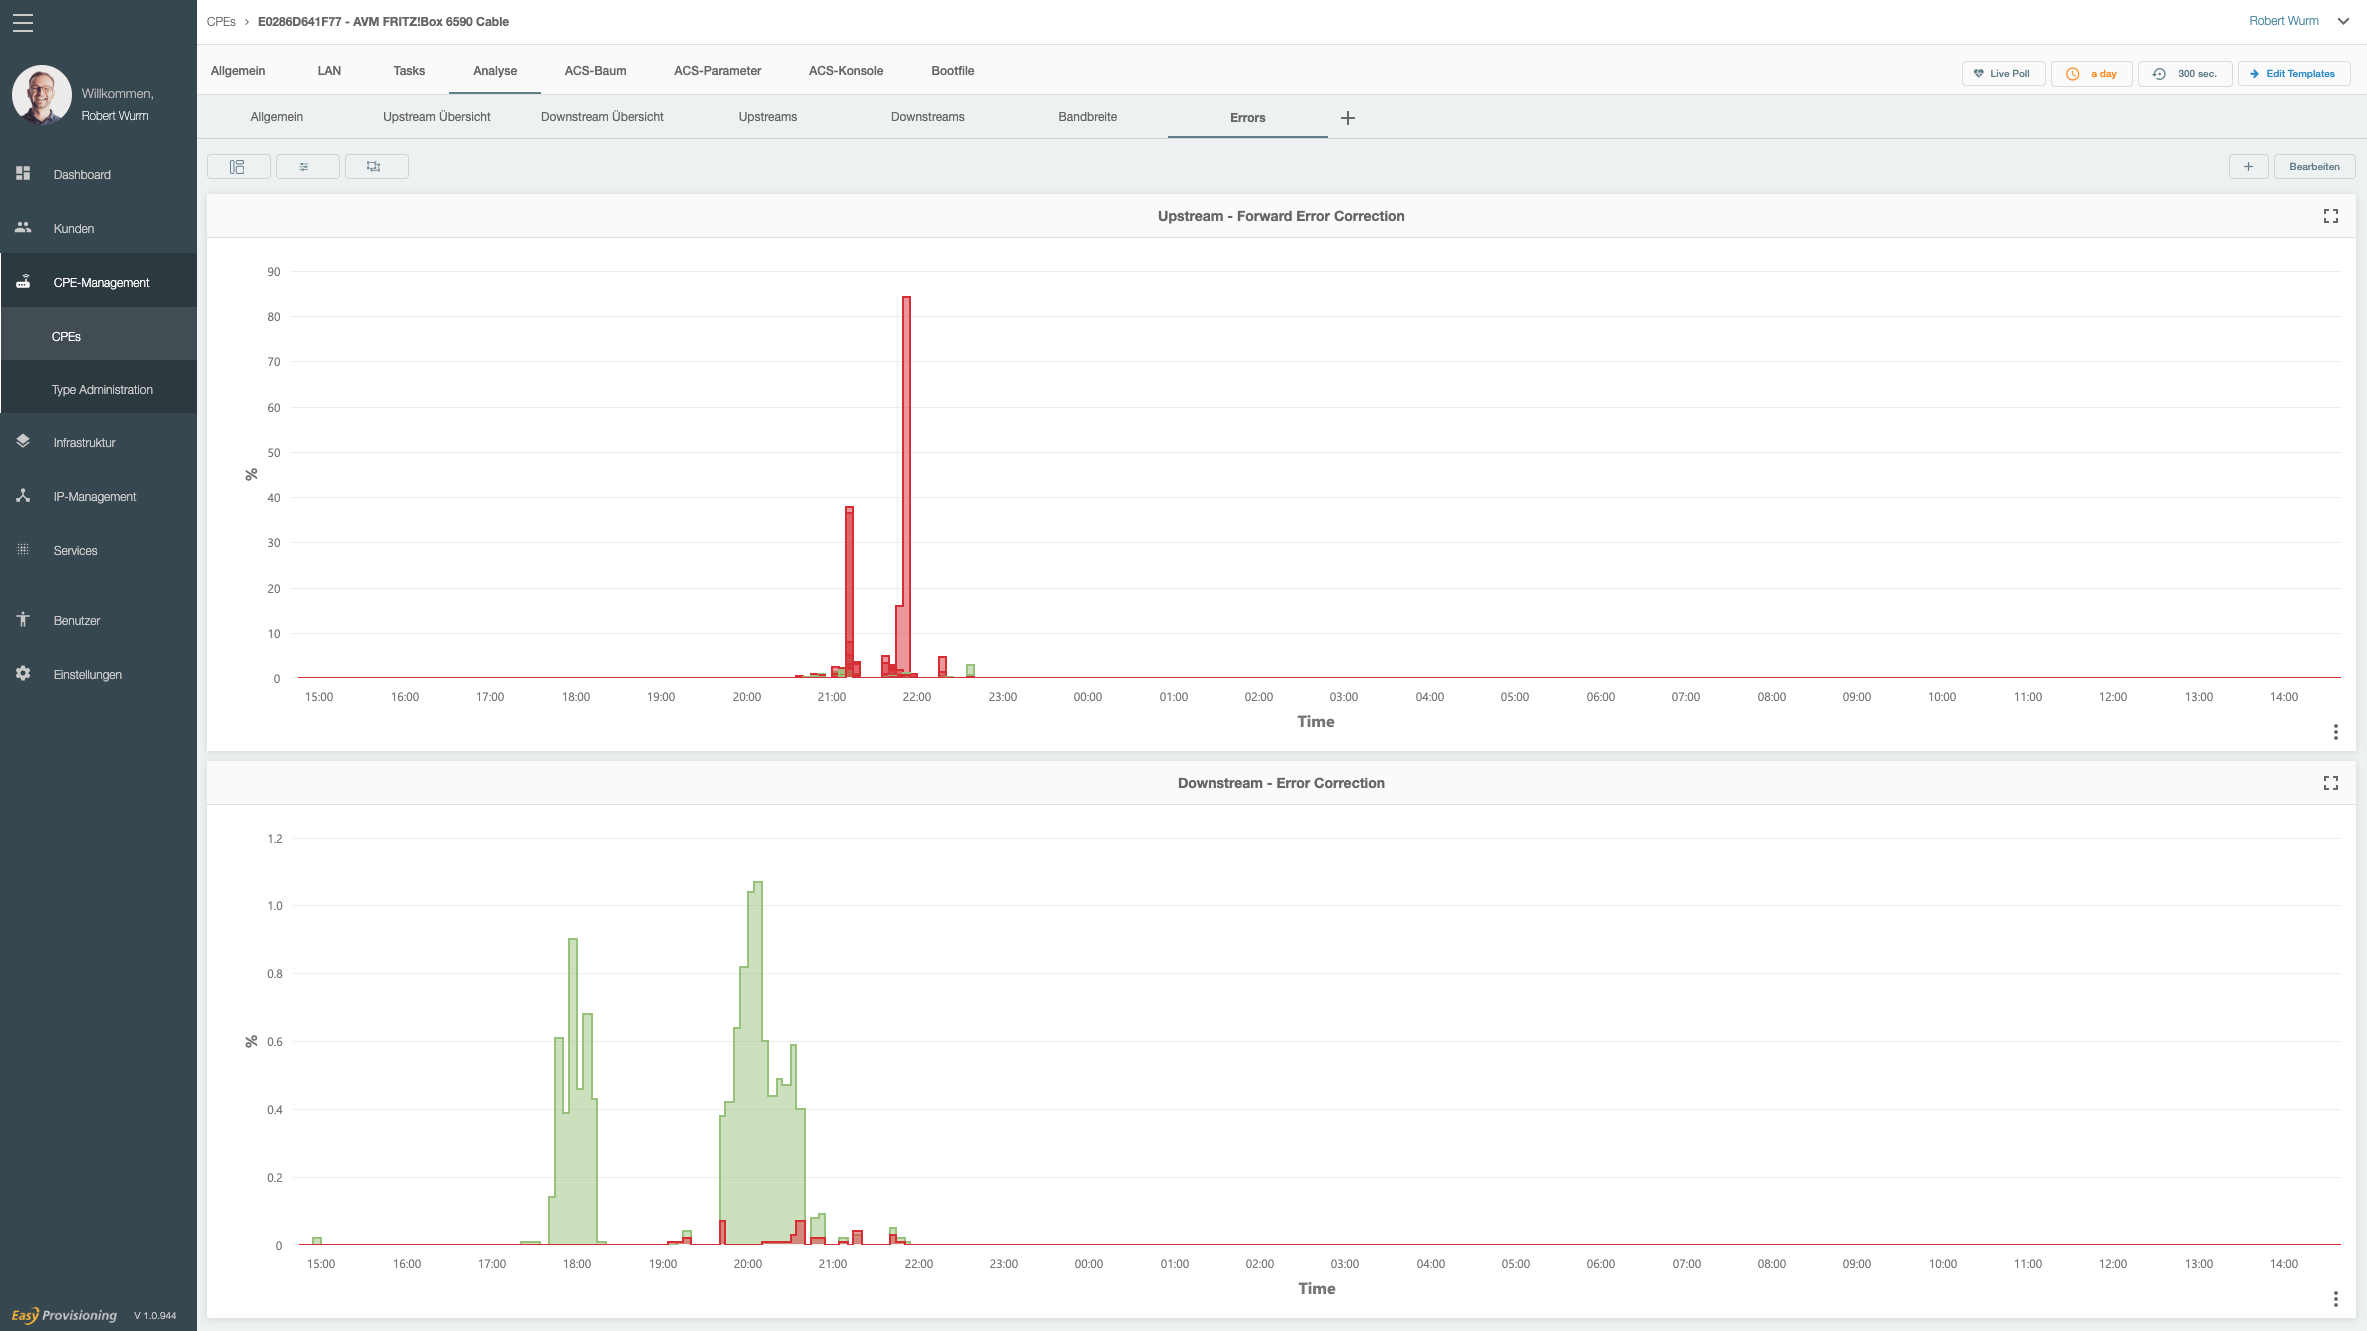 CPEs › E0286D641F77 - AVM FRITZ!Box 6590 Cable
Robert Wurm
Willkommen,
Robert Wurm
Dashboard
Kunden
CPE-Management
CPEs
Type Administration
Infrastruktur
IP-Management
Services
Benutzer
Einstellungen
Easy Provisioning V 1.0.944
Allgemein LAN Tasks Analyse ACS-Baum ACS-Parameter ACS-Konsole Bootfile
Live Poll a day 300 sec. Edit Templates
Allgemein Upstream Übersicht Downstream Übersicht Upstreams Downstreams Bandbreite Errors +
+ Bearbeiten
Upstream - Forward Error Correction
90
80
70
60
50
%
40
30
20
10
0
15:00 16:00 17:00 18:00 19:00 20:00 21:00 22:00 23:00 00:00 01:00 02:00 03:00 04:00 05:00 06:00 07:00 08:00 09:00 10:00 11:00 12:00 13:00 14:00
Time
Downstream - Error Correction
1.2
1.0
0.8
% 0.6
0.4
0.2
0
15:00 16:00 17:00 18:00 19:00 20:00 21:00 22:00 23:00 00:00 01:00 02:00 03:00 04:00 05:00 06:00 07:00 08:00 09:00 10:00 11:00 12:00 13:00 14:00
Time